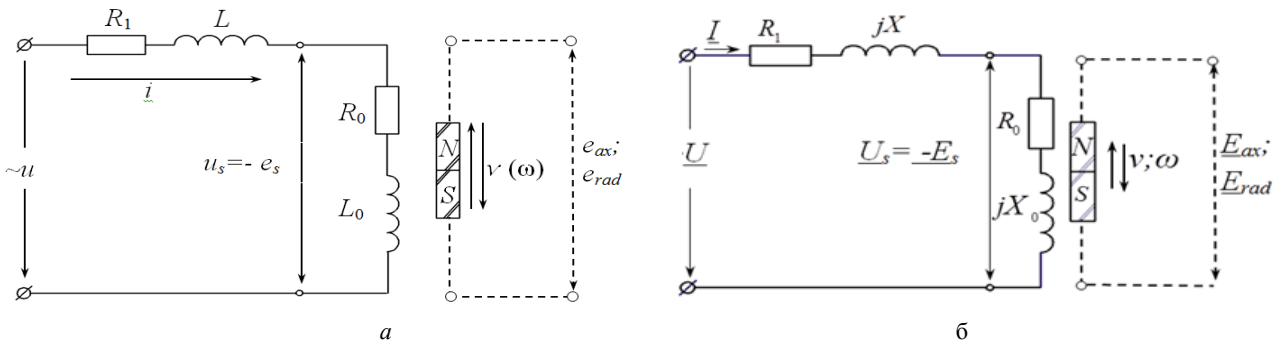 R1 L
i
~u
us=- es
R0
L0
N
S
v (ω)
eax;
erad
а
I R1 jX
U
Us= -Es
R0
jX0
N
S
v;ω
Eax;
Erad
б